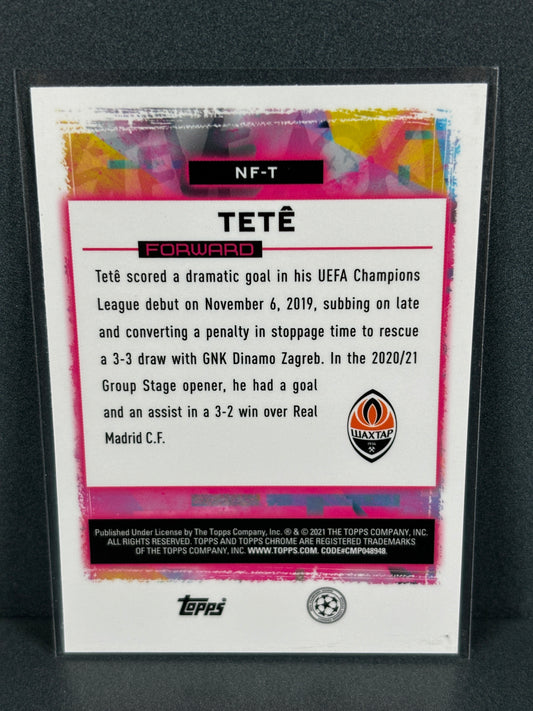 NF-T
TETÊ
FORWARD
Tetê scored a dramatic goal in his UEFA Champions
League debut on November 6, 2019, subbing on late
and converting a penalty in stoppage time to rescue
a 3-3 draw with GNK Dinamo Zagreb. In the 2020/21
Group Stage opener, he had a goal
and an assist in a 3-2 win over Real
Madrid C.F.
ШАХТАР
1936
Published Under License by The Topps Company, Inc. ® & © 2021 THE TOPPS COMPANY, INC.
ALL RIGHTS RESERVED. TOPPS AND TOPPS CHROME ARE REGISTERED TRADEMARKS
OF THE TOPPS COMPANY, INC. WWW.TOPPS.COM. CODE#CMP048948.
topps®